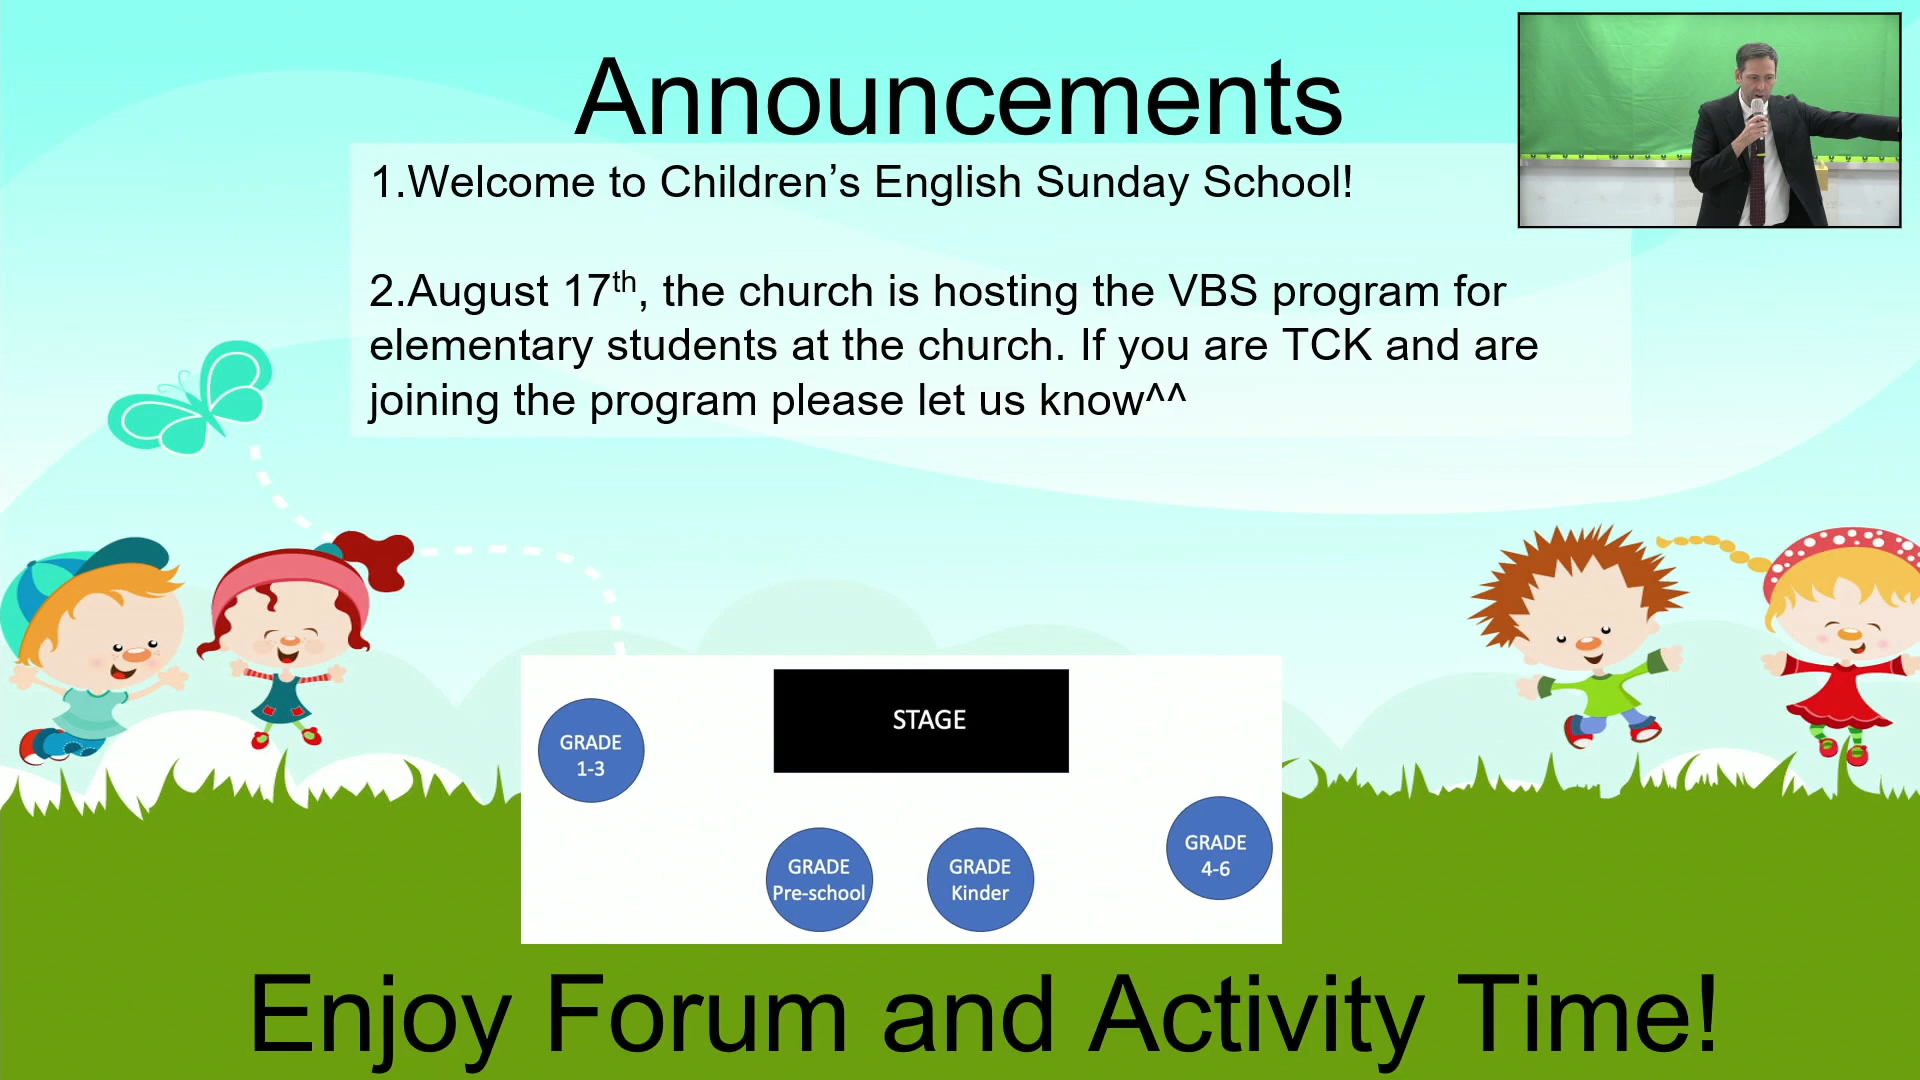 Announcements
1.Welcome to Children’s English Sunday School!
2.August 17th, the church is hosting the VBS program for
elementary students at the church. If you are TCK and are
joining the program please let us know^^
STAGE
GRADE
1-3
GRADE
Pre-school
GRADE
Kinder
GRADE
4-6
Enjoy Forum and Activity Time!